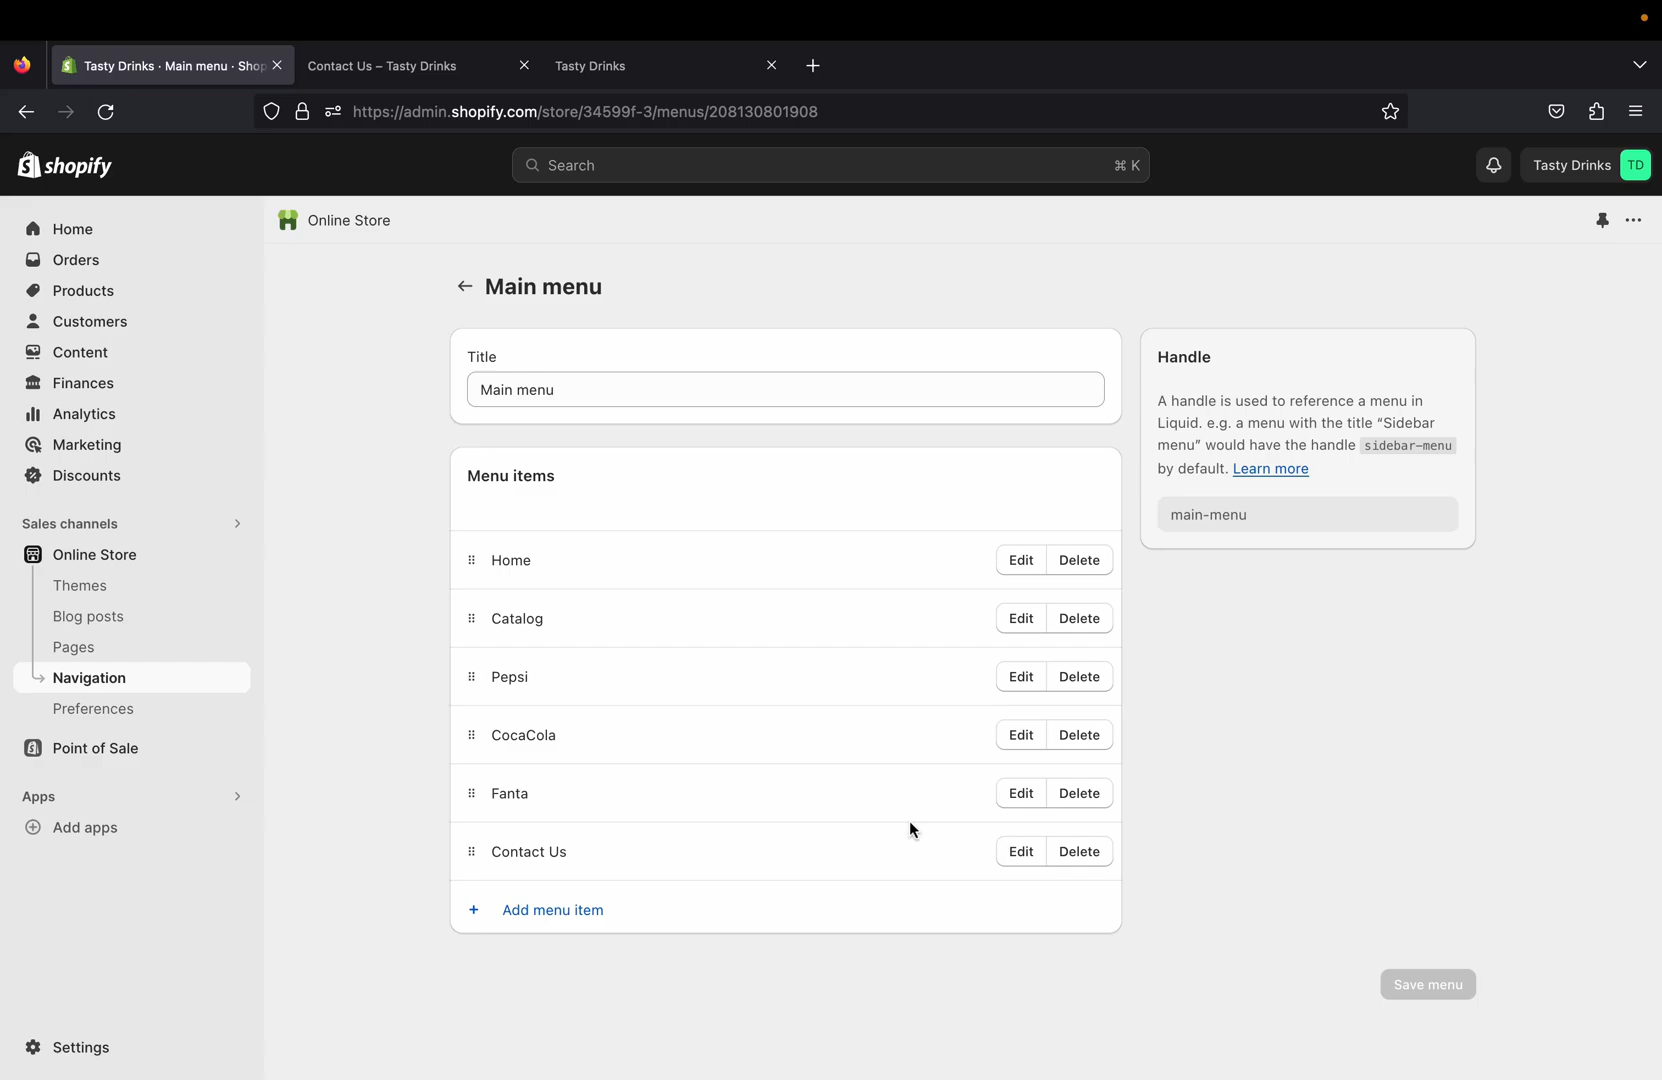 Tasty Drinks · Main menu · Shop
Contact Us – Tasty Drinks
Tasty Drinks
https://admin.shopify.com/store/34599f-3/menus/208130801908
shopify
Search
⌘ K
Tasty Drinks
TD
Home
Orders
Products
Customers
Content
Finances
Analytics
Marketing
Discounts
Sales channels
Online Store
Themes
Blog posts
Pages
Navigation
Preferences
Point of Sale
Apps
Add apps
Settings
Online Store
Main menu
Title
Main menu
Menu items
Home
Edit
Delete
Catalog
Edit
Delete
Pepsi
Edit
Delete
CocaCola
Edit
Delete
Fanta
Edit
Delete
Contact Us
Edit
Delete
+ Add menu item
Handle
A handle is used to reference a menu in
Liquid. e.g. a menu with the title “Sidebar
menu” would have the handle sidebar-menu
by default. Learn more
main-menu
Save menu